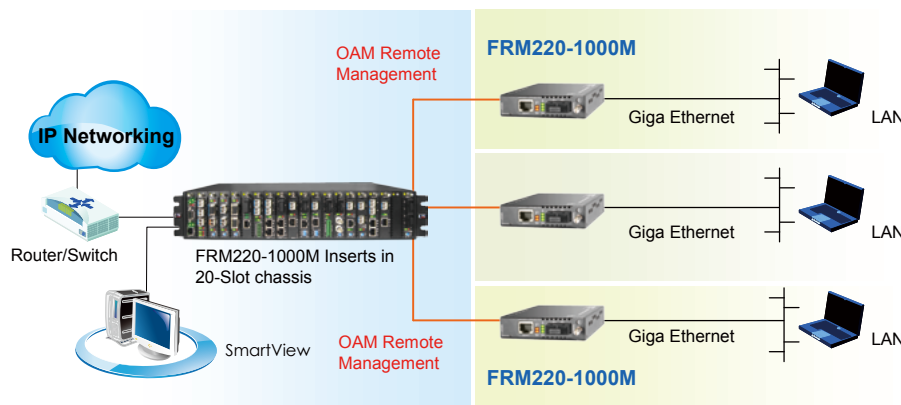 OAM Remote
Management
FRM220-1000M
Giga Ethernet
LAN
IP Networking
Router/Switch
FRM220-1000M Inserts in
20-Slot chassis
Giga Ethernet
LAN
SmartView
OAM Remote
Management
Giga Ethernet
LAN
FRM220-1000M